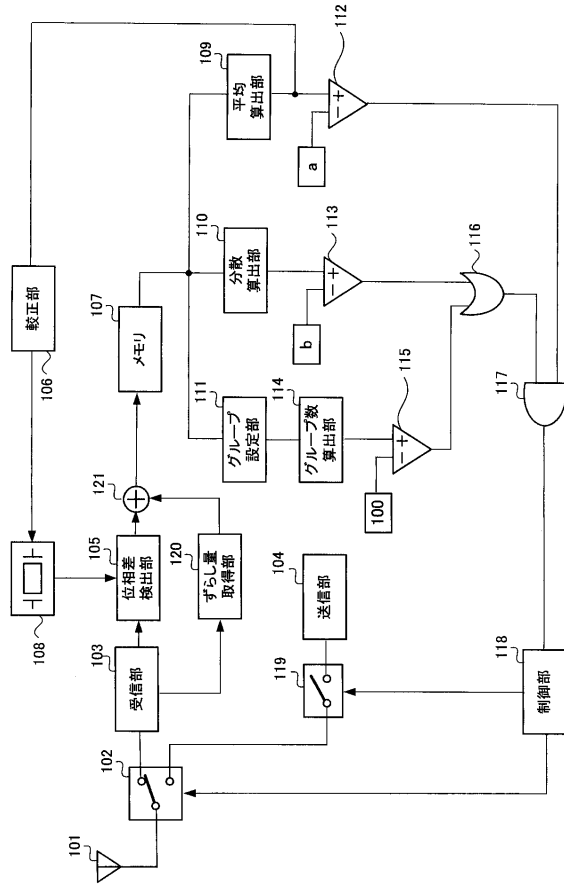 101
102
103
受信部
108
105
位相差
検出部
121
120
ずらし量
取得部
106
較正部
107
メモリ
109
平均
算出部
110
分散
算出部
111
グループ
設定部
114
グループ数
算出部
112
a
113
b
115
100
116
117
104
送信部
119
118
制御部
− +
− +
− +